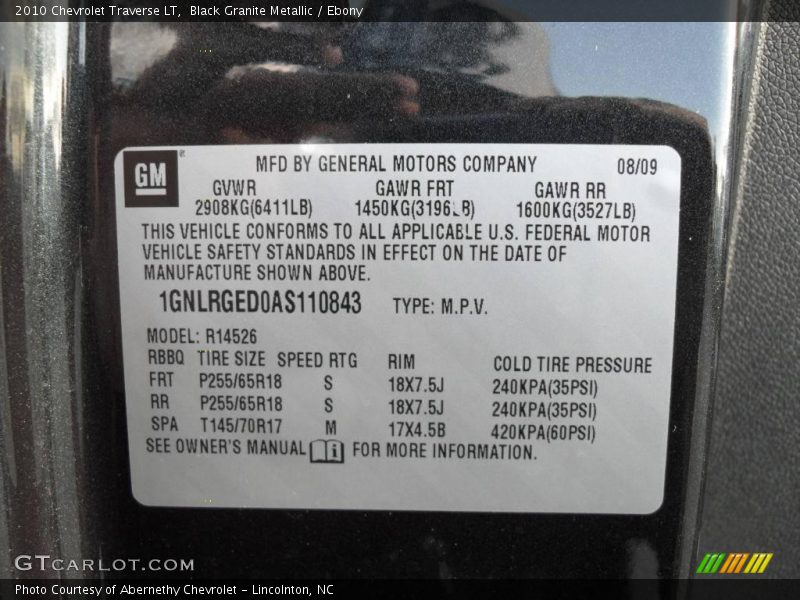 2010 Chevrolet Traverse LT, Black Granite Metallic / Ebony
GM
®
MFD BY GENERAL MOTORS COMPANY 08/09
GVWR GAWR FRT GAWR RR
2908KG(6411LB) 1450KG(3196LB) 1600KG(3527LB)
THIS VEHICLE CONFORMS TO ALL APPLICABLE U.S. FEDERAL MOTOR
VEHICLE SAFETY STANDARDS IN EFFECT ON THE DATE OF
MANUFACTURE SHOWN ABOVE.
1GNLRGED0AS110843 TYPE: M.P.V.
MODEL: R14526
RBBQ TIRE SIZE SPEED RTG RIM COLD TIRE PRESSURE
FRT P255/65R18 S 18X7.5J 240KPA(35PSI)
RR P255/65R18 S 18X7.5J 240KPA(35PSI)
SPA T145/70R17 M 17X4.5B 420KPA(60PSI)
SEE OWNER'S MANUAL i FOR MORE INFORMATION.
GTCARLOT.COM
Photo Courtesy of Abernethy Chevrolet - Lincolnton, NC